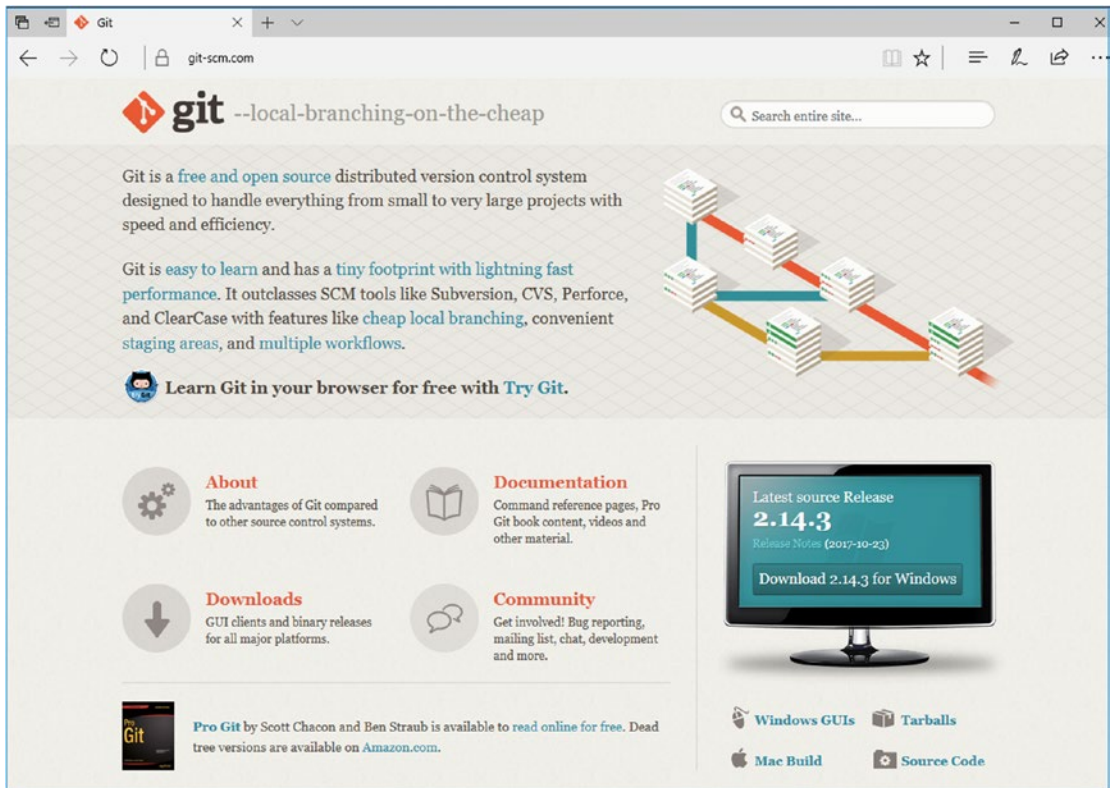 Git
git-scm.com
git --local-branching-on-the-cheap
Search entire site...
Git is a free and open source distributed version control system
designed to handle everything from small to very large projects with
speed and efficiency.
Git is easy to learn and has a tiny footprint with lightning fast
performance. It outclasses SCM tools like Subversion, CVS, Perforce,
and ClearCase with features like cheap local branching, convenient
staging areas, and multiple workflows.
Learn Git in your browser for free with Try Git.
About
The advantages of Git compared
to other source control systems.
Documentation
Command reference pages, Pro
Git book content, videos and
other material.
Downloads
GUI clients and binary releases
for all major platforms.
Community
Get involved! Bug reporting,
mailing list, chat, development
and more.
Latest source Release
2.14.3
Release Notes (2017-10-23)
Download 2.14.3 for Windows
Pro
Git
Pro Git by Scott Chacon and Ben Straub is available to read online for free. Dead
tree versions are available on Amazon.com.
Windows GUIs
Tarballs
Mac Build
Source Code